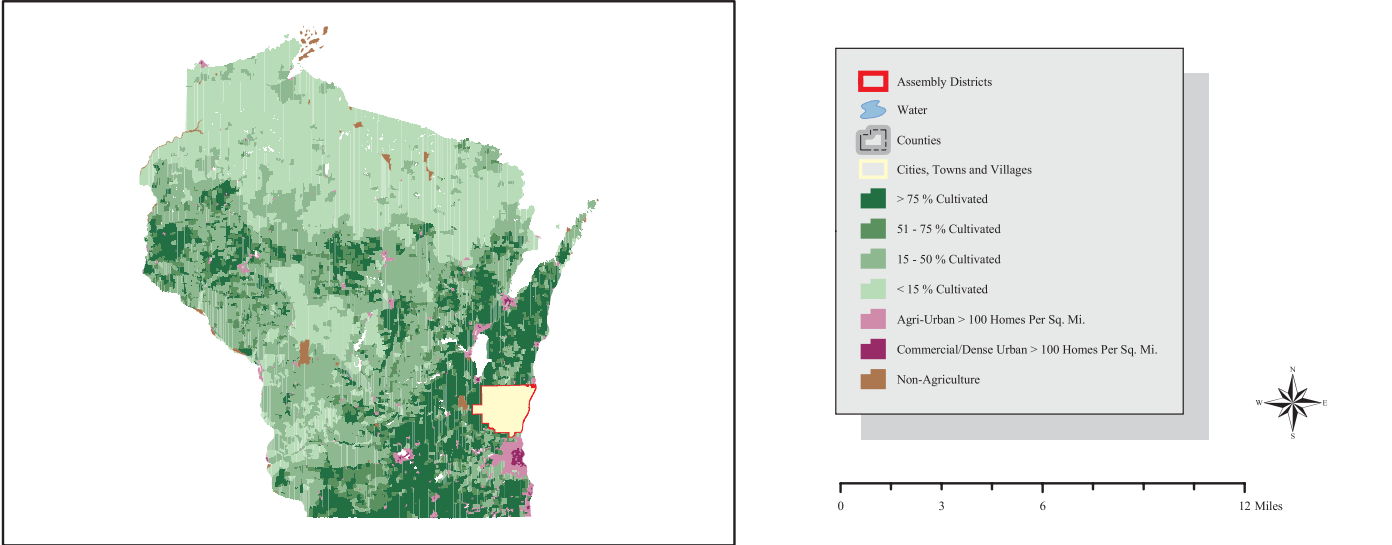 Assembly Districts
Water
Counties
Cities, Towns and Villages
> 75 % Cultivated
51 - 75 % Cultivated
15 - 50 % Cultivated
< 15 % Cultivated
Agri-Urban > 100 Homes Per Sq. Mi.
Commercial/Dense Urban > 100 Homes Per Sq. Mi.
Non-Agriculture
N
W E
S
0 3 6 12 Miles